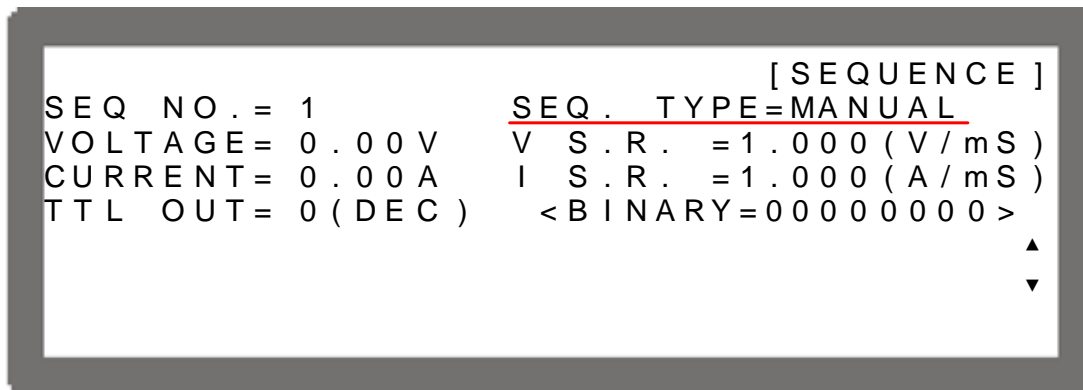 [SEQUENCE]
SEQ NO.= 1 SEQ. TYPE=MANUAL
VOLTAGE= 0.00V V S.R. =1.000(V/mS)
CURRENT= 0.00A I S.R. =1.000(A/mS)
TTL OUT= 0(DEC) <BINARY=00000000>
▲
▼